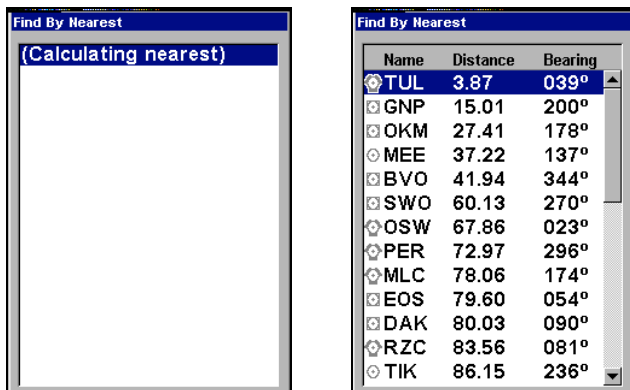 Find By Nearest
(Calculating nearest)
Find By Nearest
Name Distance Bearing
TUL 3.87 039º
GNP 15.01 200º
OKM 27.41 178º
MEE 37.22 137º
BVO 41.94 344º
SWO 60.13 270º
OSW 67.86 023º
PER 72.97 296º
MLC 78.06 174º
EOS 79.60 054º
DAK 80.03 090º
RZC 83.56 081º
TIK 86.15 236º